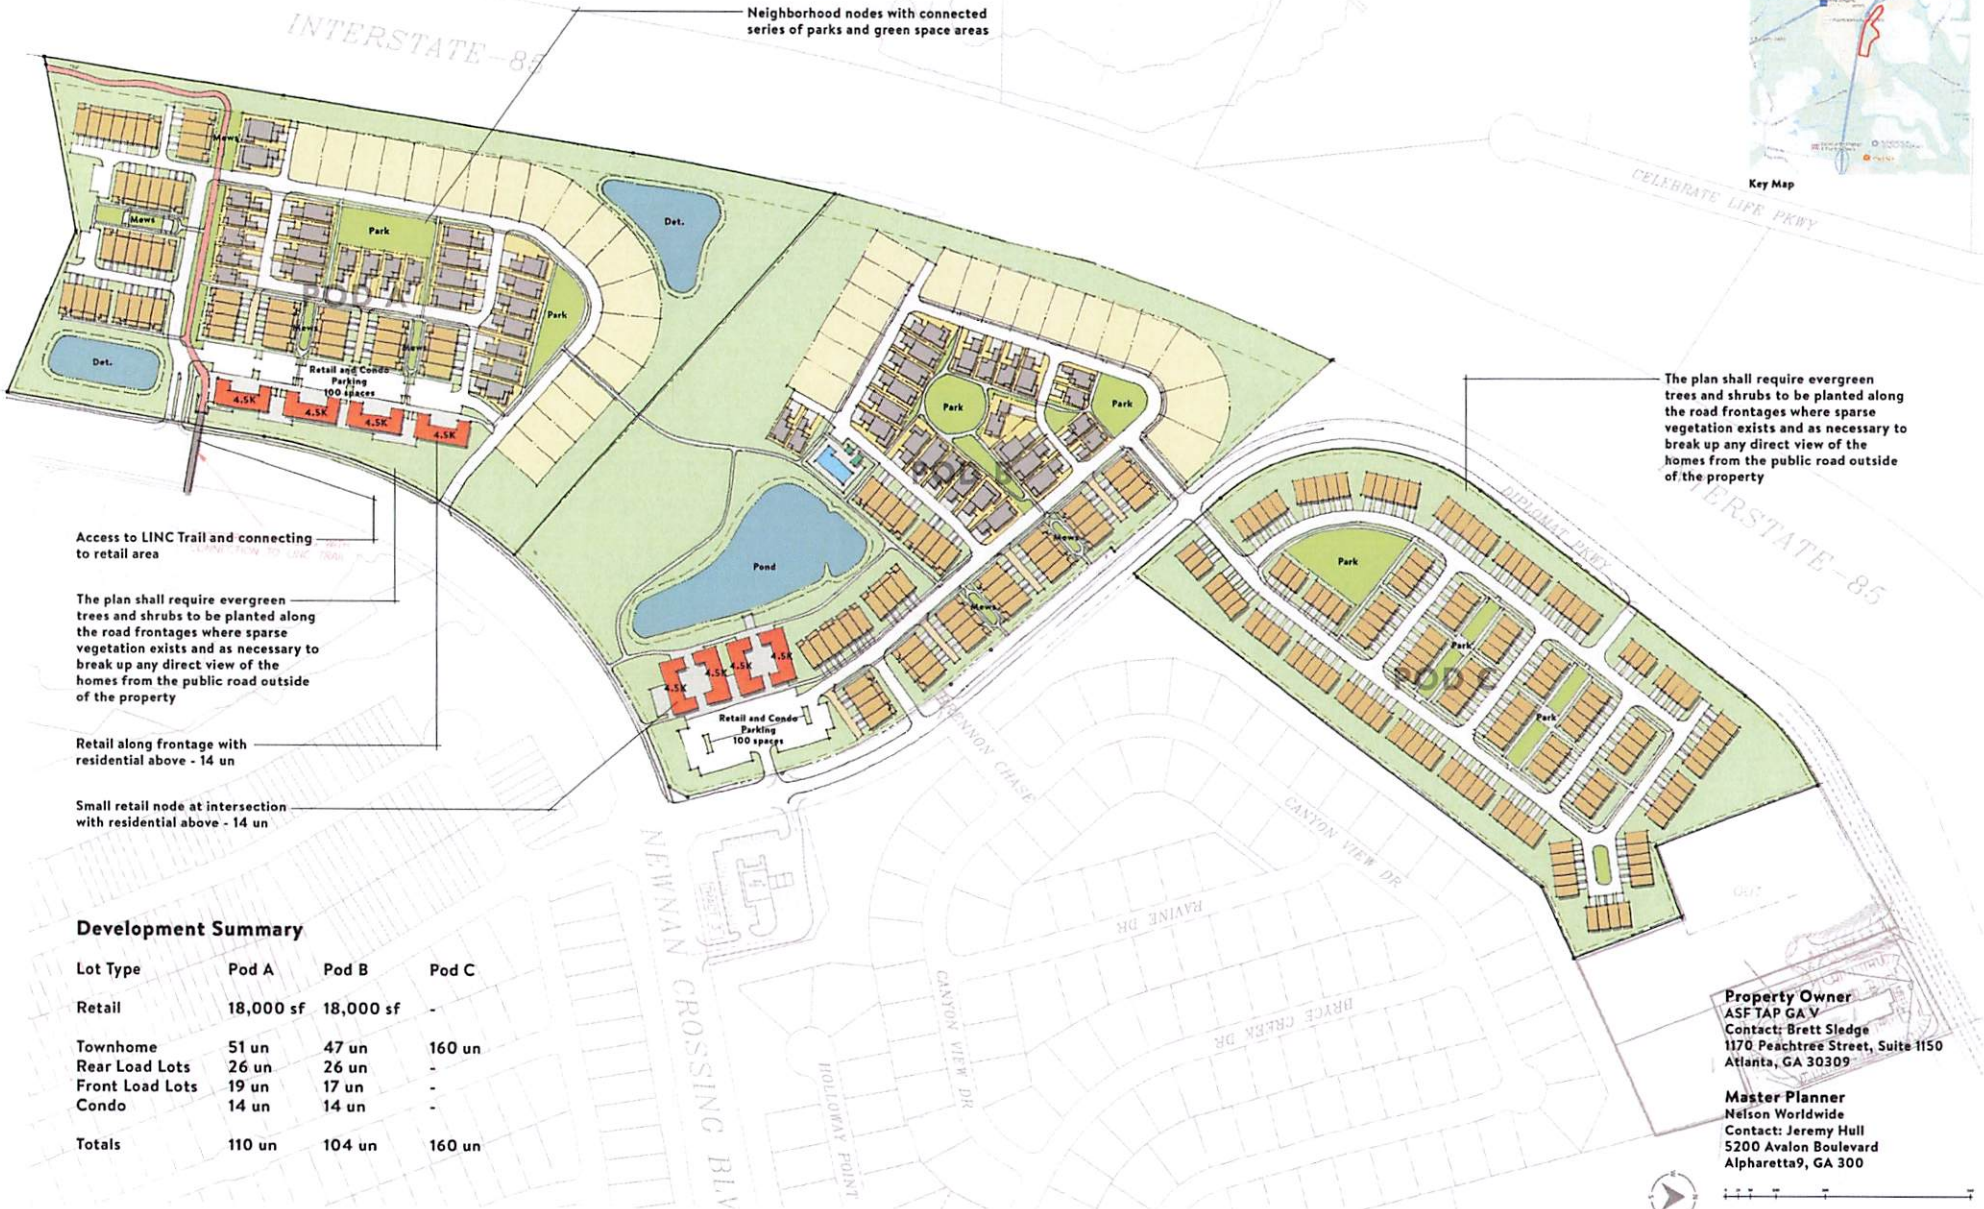 Neighborhood nodes with connected
series of parks and green space areas
INTERSTATE-85
Key Map
CELEBRATE LIFE PKWY
Mews
Mews
Park
Det.
POD A
Park
Mews
Mews
Det.
Retail and Condo
Parking
100 spaces
4.5K
4.5K
4.5K
4.5K
Park
Park
POD B
Mews
Mews
Pond
4.5K
4.5K
4.5K
4.5K
Retail and Condo
Parking
100 spaces
The plan shall require evergreen
trees and shrubs to be planted along
the road frontages where sparse
vegetation exists and as necessary to
break up any direct view of the
homes from the public road outside
of the property
DIPLOMAT PKWY
INTERSTATE-85
Park
Park
POD C
Park
Access to LINC Trail and connecting
to retail area
CONNECTION TO LINC TRAIL
The plan shall require evergreen
trees and shrubs to be planted along
the road frontages where sparse
vegetation exists and as necessary to
break up any direct view of the
homes from the public road outside
of the property
Retail along frontage with
residential above - 14 un
Small retail node at intersection
with residential above - 14 un
CHASE
CANYON VIEW DR
RAVINE DR
BRYCE CREEK DR
CANYON VIEW DR
HOLLOWAY POINT
NEWNAN CROSSING BLV
Development Summary
Lot Type Pod A Pod B Pod C
Retail 18,000 sf 18,000 sf -
Townhome 51 un 47 un 160 un
Rear Load Lots 26 un 26 un -
Front Load Lots 19 un 17 un -
Condo 14 un 14 un -
Totals 110 un 104 un 160 un
Property Owner
ASF TAP GA V
Contact: Brett Sledge
1170 Peachtree Street, Suite 1150
Atlanta, GA 30309
Master Planner
Nelson Worldwide
Contact: Jeremy Hull
5200 Avalon Boulevard
Alpharetta9, GA 300